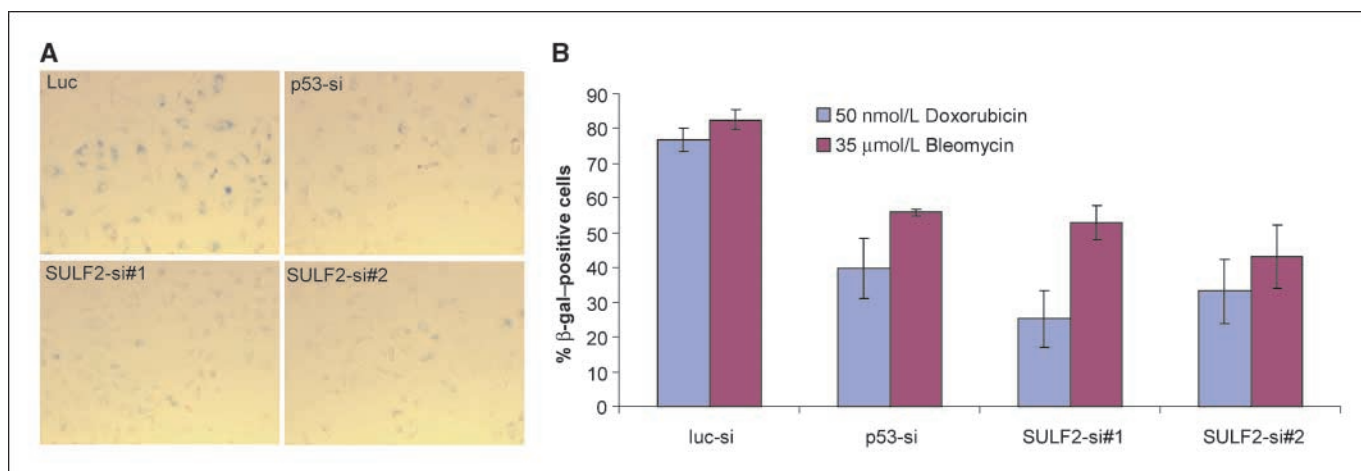 A
Luc
p53-si
SULF2-si#1
SULF2-si#2
B
90
80
70
60
50
40
30
20
10
0
% β-gal–positive cells
50 nmol/L Doxorubicin
35 μmol/L Bleomycin
luc-si
p53-si
SULF2-si#1
SULF2-si#2